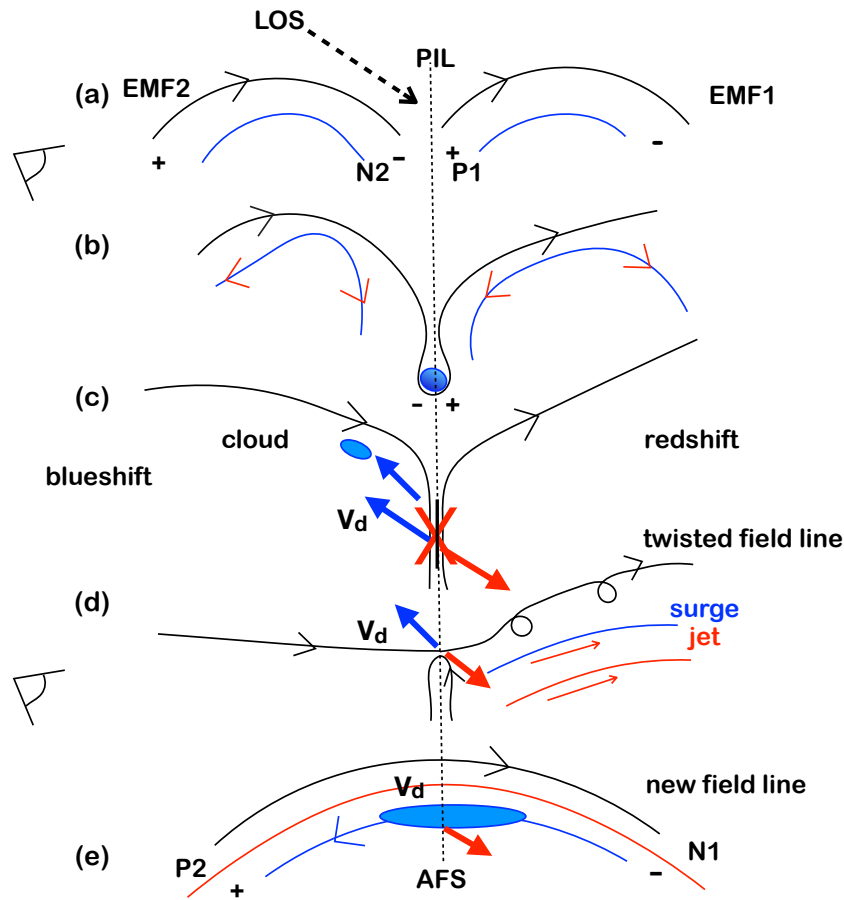 LOS
PIL
(a)
EMF2
EMF1
+
N2
-
+
P1
-
(b)
- +
(c)
cloud
redshift
blueshift
Vd
twisted field line
(d)
Vd
surge
jet
Vd
new field line
(e)
P2
+
AFS
-
N1